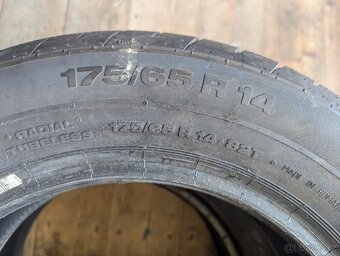 175/65 R 14
• RADIAL •
TUBELESS
175/65 R 14 82T
MADE IN